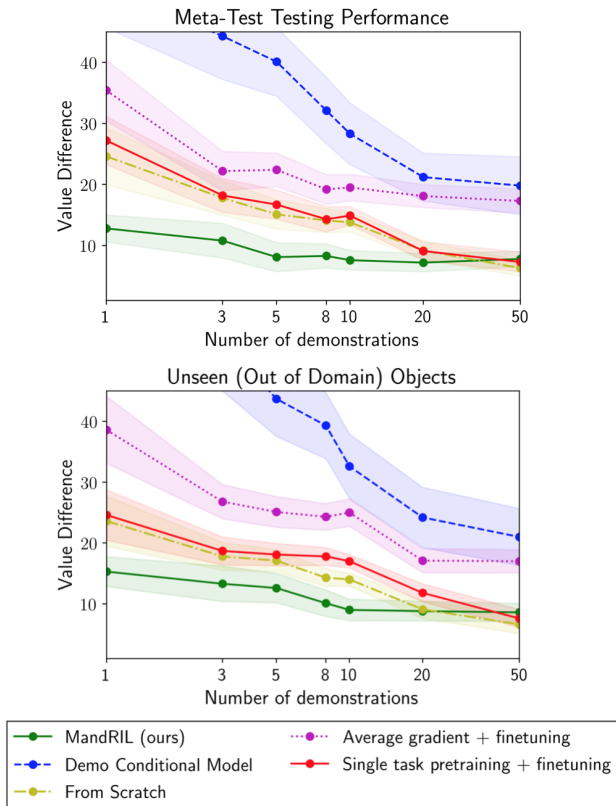 Meta-Test Testing Performance
40
30
20
10
Value Difference
1 3 5 8 10 20 50
Number of demonstrations
Unseen (Out of Domain) Objects
40
30
20
10
Value Difference
1 3 5 8 10 20 50
Number of demonstrations
MandRIL (ours)
Demo Conditional Model
From Scratch
Average gradient + finetuning
Single task pretraining + finetuning